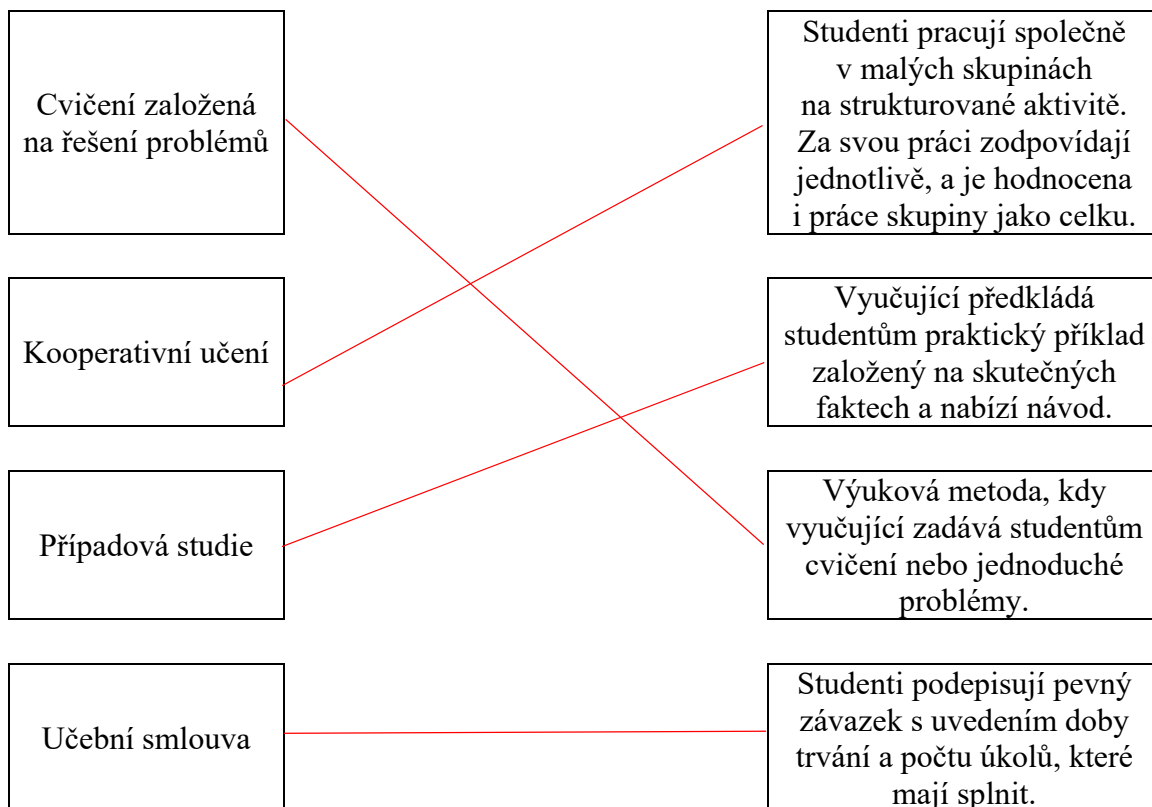 Cvičení založená
na řešení problémů
Studenti pracují společně
v malých skupinách
na strukturované aktivitě.
Za svou práci zodpovídají
jednotlivě, a je hodnocena
i práce skupiny jako celku.
Kooperativní učení
Vyučující předkládá
studentům praktický příklad
založený na skutečných
faktech a nabízí návod.
Případová studie
Výuková metoda, kdy
vyučující zadává studentům
cvičení nebo jednoduché
problémy.
Učební smlouva
Studenti podepisují pevný
závazek s uvedením doby
trvání a počtu úkolů, které
mají splnit.